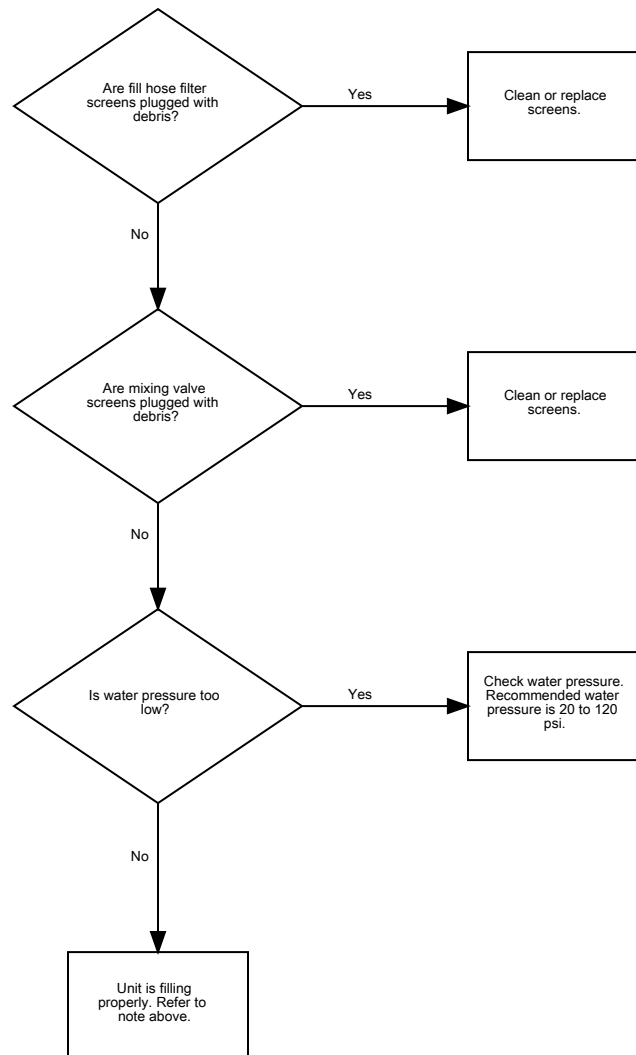 Are fill hose filter
screens plugged with
debris?
Yes
Clean or replace
screens.
No
Are mixing valve
screens plugged with
debris?
Yes
Clean or replace
screens.
No
Is water pressure too
low?
Yes
Check water pressure.
Recommended water
pressure is 20 to 120
psi.
No
Unit is filling
properly. Refer to
note above.